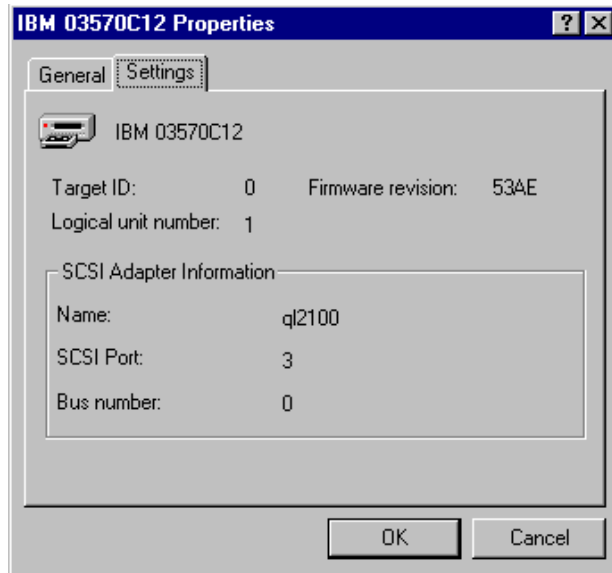 IBM 03570C12 Properties
General Settings
IBM 03570C12
Target ID: 0 Firmware revision: 53AE
Logical unit number: 1
SCSI Adapter Information
Name: ql2100
SCSI Port: 3
Bus number: 0
OK Cancel